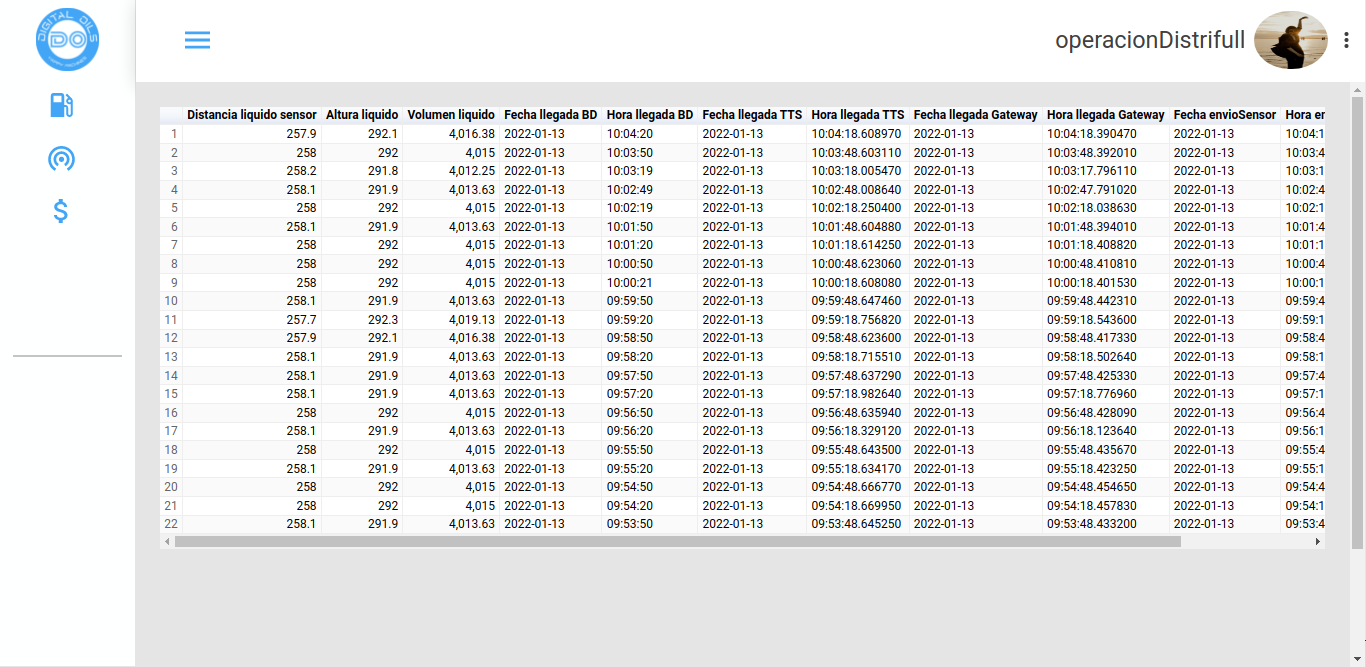 DIGITAL OILS
DO
operacionDistrifull
Distancia liquido sensor Altura liquido Volumen liquido Fecha llegada BD Hora llegada BD Fecha llegada TTS Hora llegada TTS Fecha llegada Gateway Hora llegada Gateway Fecha envioSensor Hora er
1 257.9 292.1 4,016.38 2022-01-13 10:04:20 2022-01-13 10:04:18.608970 2022-01-13 10:04:18.390470 2022-01-13 10:04:1
2 258 292 4,015 2022-01-13 10:03:50 2022-01-13 10:03:48.603110 2022-01-13 10:03:48.392010 2022-01-13 10:03:4
3 258.2 291.8 4,012.25 2022-01-13 10:03:19 2022-01-13 10:03:18.005470 2022-01-13 10:03:17.796110 2022-01-13 10:03:1
4 258.1 291.9 4,013.63 2022-01-13 10:02:49 2022-01-13 10:02:48.008640 2022-01-13 10:02:47.791020 2022-01-13 10:02:4
5 258 292 4,015 2022-01-13 10:02:19 2022-01-13 10:02:18.250400 2022-01-13 10:02:18.038630 2022-01-13 10:02:1
6 258.1 291.9 4,013.63 2022-01-13 10:01:50 2022-01-13 10:01:48.604880 2022-01-13 10:01:48.394010 2022-01-13 10:01:4
7 258 292 4,015 2022-01-13 10:01:20 2022-01-13 10:01:18.614250 2022-01-13 10:01:18.408820 2022-01-13 10:01:1
8 258 292 4,015 2022-01-13 10:00:50 2022-01-13 10:00:48.623060 2022-01-13 10:00:48.410810 2022-01-13 10:00:4
9 258 292 4,015 2022-01-13 10:00:21 2022-01-13 10:00:18.608080 2022-01-13 10:00:18.401530 2022-01-13 10:00:1
10 258.1 291.9 4,013.63 2022-01-13 09:59:50 2022-01-13 09:59:48.647460 2022-01-13 09:59:48.442310 2022-01-13 09:59:4
11 257.7 292.3 4,019.13 2022-01-13 09:59:20 2022-01-13 09:59:18.756820 2022-01-13 09:59:18.543600 2022-01-13 09:59:1
12 257.9 292.1 4,016.38 2022-01-13 09:58:50 2022-01-13 09:58:48.623600 2022-01-13 09:58:48.417330 2022-01-13 09:58:4
13 258.1 291.9 4,013.63 2022-01-13 09:58:20 2022-01-13 09:58:18.715510 2022-01-13 09:58:18.502640 2022-01-13 09:58:1
14 258.1 291.9 4,013.63 2022-01-13 09:57:50 2022-01-13 09:57:48.637290 2022-01-13 09:57:48.425330 2022-01-13 09:57:4
15 258.1 291.9 4,013.63 2022-01-13 09:57:20 2022-01-13 09:57:18.982640 2022-01-13 09:57:18.776960 2022-01-13 09:57:1
16 258 292 4,015 2022-01-13 09:56:50 2022-01-13 09:56:48.635940 2022-01-13 09:56:48.428090 2022-01-13 09:56:4
17 258.1 291.9 4,013.63 2022-01-13 09:56:20 2022-01-13 09:56:18.329120 2022-01-13 09:56:18.123640 2022-01-13 09:56:1
18 258 292 4,015 2022-01-13 09:55:50 2022-01-13 09:55:48.643500 2022-01-13 09:55:48.435670 2022-01-13 09:55:4
19 258.1 291.9 4,013.63 2022-01-13 09:55:20 2022-01-13 09:55:18.634170 2022-01-13 09:55:18.423250 2022-01-13 09:55:1
20 258 292 4,015 2022-01-13 09:54:50 2022-01-13 09:54:48.666770 2022-01-13 09:54:48.454650 2022-01-13 09:54:4
21 258 292 4,015 2022-01-13 09:54:20 2022-01-13 09:54:18.669950 2022-01-13 09:54:18.457830 2022-01-13 09:54:1
22 258.1 291.9 4,013.63 2022-01-13 09:53:50 2022-01-13 09:53:48.645250 2022-01-13 09:53:48.433200 2022-01-13 09:53:4